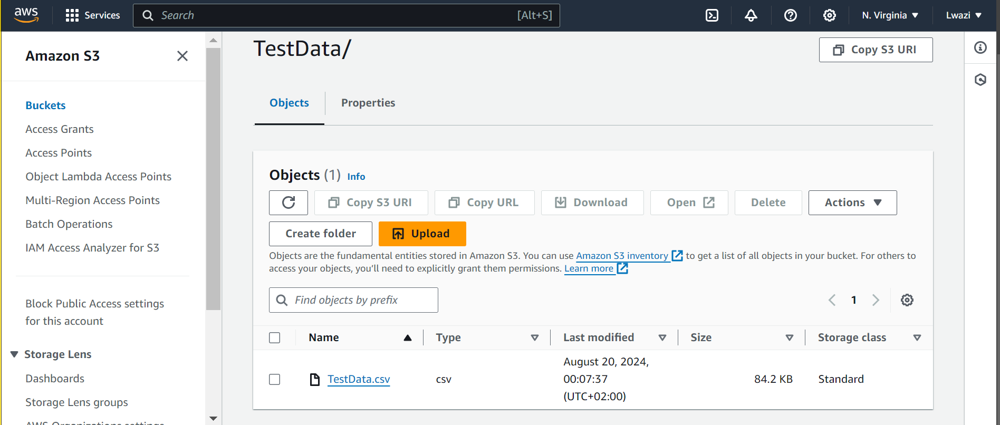 aws
Services
Search
[Alt+S]
N. Virginia
Lwazi
Amazon S3
Buckets
Access Grants
Access Points
Object Lambda Access Points
Multi-Region Access Points
Batch Operations
IAM Access Analyzer for S3
Block Public Access settings
for this account
Storage Lens
Dashboards
Storage Lens groups
AWS Organizations settings
TestData/
Copy S3 URI
Objects
Properties
Objects (1) Info
Copy S3 URI
Copy URL
Download
Open
Delete
Actions
Create folder
Upload
Objects are the fundamental entities stored in Amazon S3. You can use Amazon S3 inventory to get a list of all objects in your bucket. For others to
access your objects, you’ll need to explicitly grant them permissions. Learn more
Find objects by prefix
1
Name
Type
Last modified
Size
Storage class
TestData.csv
csv
August 20, 2024,
00:07:37
(UTC+02:00)
84.2 KB
Standard